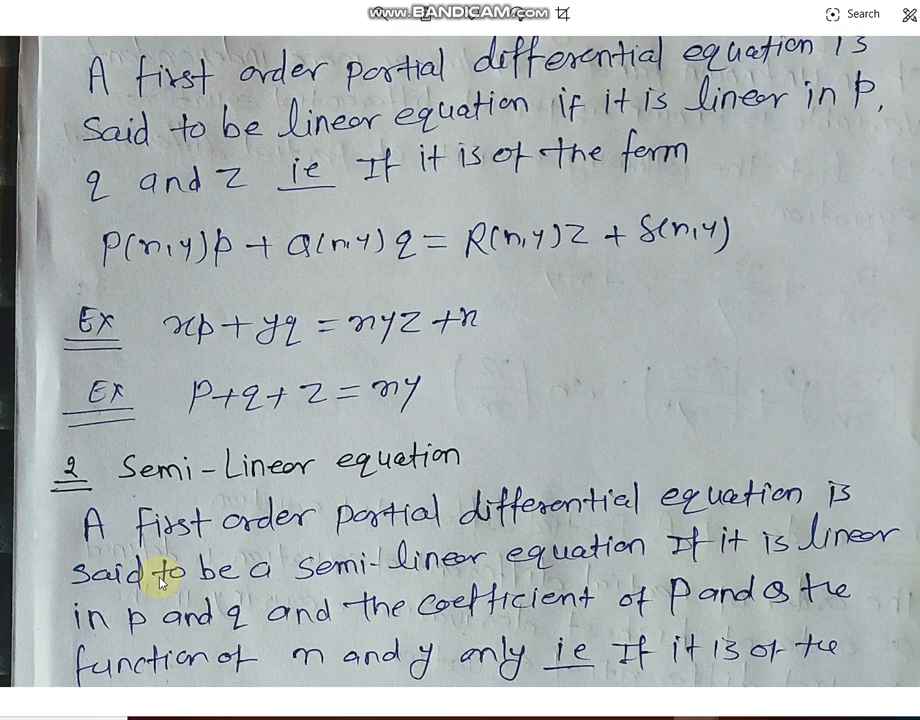 www.BANDICAM.com
Search
A first order partial differential equation is
said to be linear equation if it is linear in p,
q and z ie If it is of the form
P(x,y)p + Q(x,y)q = R(x,y)z + S(x,y)
Ex xp + yq = xyz + x
Ex p + q + z = xy
2 Semi-Linear equation
A first order partial differential equation is
said to be a semi-linear equation If it is linear
in p and q and the coefficient of p and q the
function of x and y only ie If it is of the